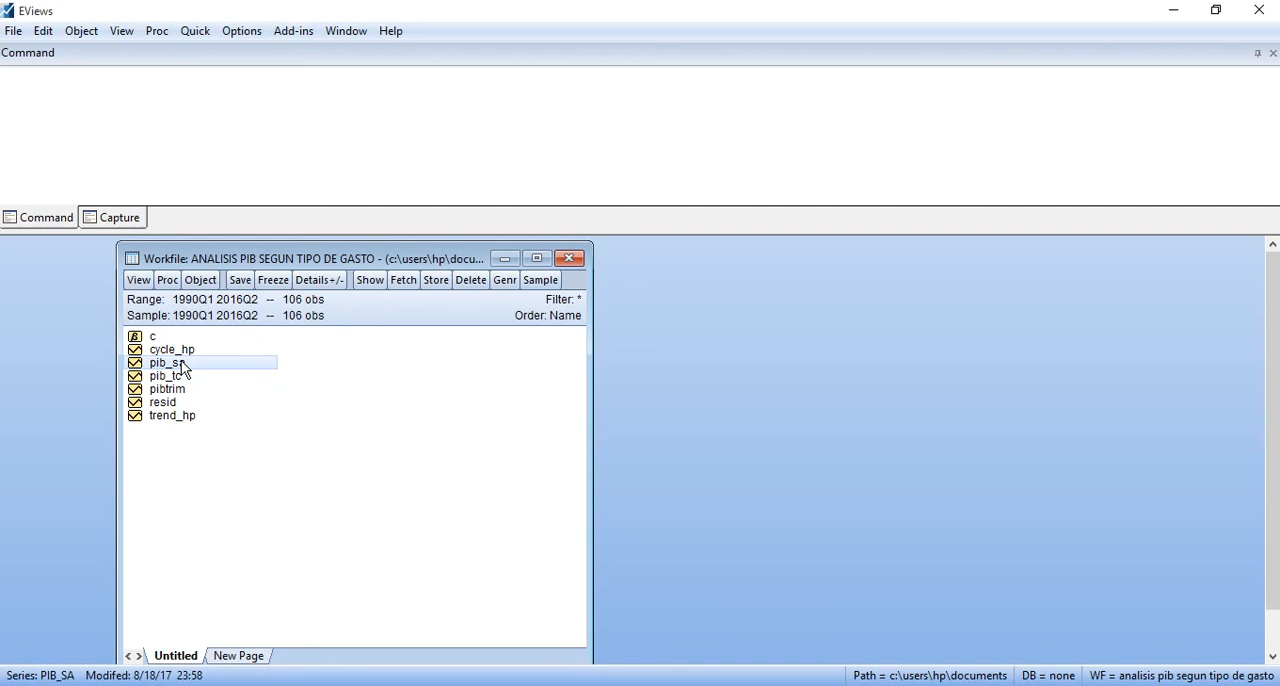 EViews
File Edit Object View Proc Quick Options Add-ins Window Help
Command
Command Capture
Workfile: ANALISIS PIB SEGUN TIPO DE GASTO - (c:\users\hp\docu...
View Proc Object Save Freeze Details+/- Show Fetch Store Delete Genr Sample
Range: 1990Q1 2016Q2 -- 106 obs Filter: *
Sample: 1990Q1 2016Q2 -- 106 obs Order: Name
c
cycle_hp
pib_sa
pib_tc
pibtrim
resid
trend_hp
< > Untitled New Page
Series: PIB_SA Modifed: 8/18/17 23:58 Path = c:\users\hp\documents DB = none WF = analisis pib segun tipo de gasto